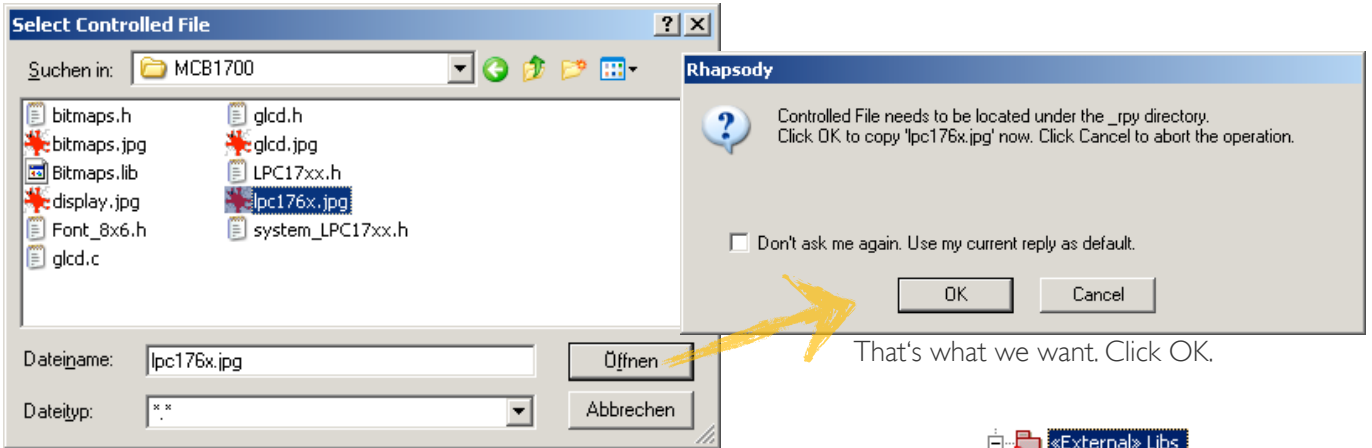 Select Controlled File
Suchen in:
MCB1700
bitmaps.h
bitmaps.jpg
Bitmaps.lib
display.jpg
Font_8x6.h
glcd.c
glcd.h
glcd.jpg
LPC17xx.h
lpc176x.jpg
system_LPC17xx.h
Dateiname:
lpc176x.jpg
Öffnen
Dateityp:
*.*
Abbrechen
Rhapsody
Controlled File needs to be located under the _rpy directory.
Click OK to copy 'lpc176x.jpg' now. Click Cancel to abort the operation.
Don't ask me again. Use my current reply as default.
OK
Cancel
That's what we want. Click OK.
«External» Libs